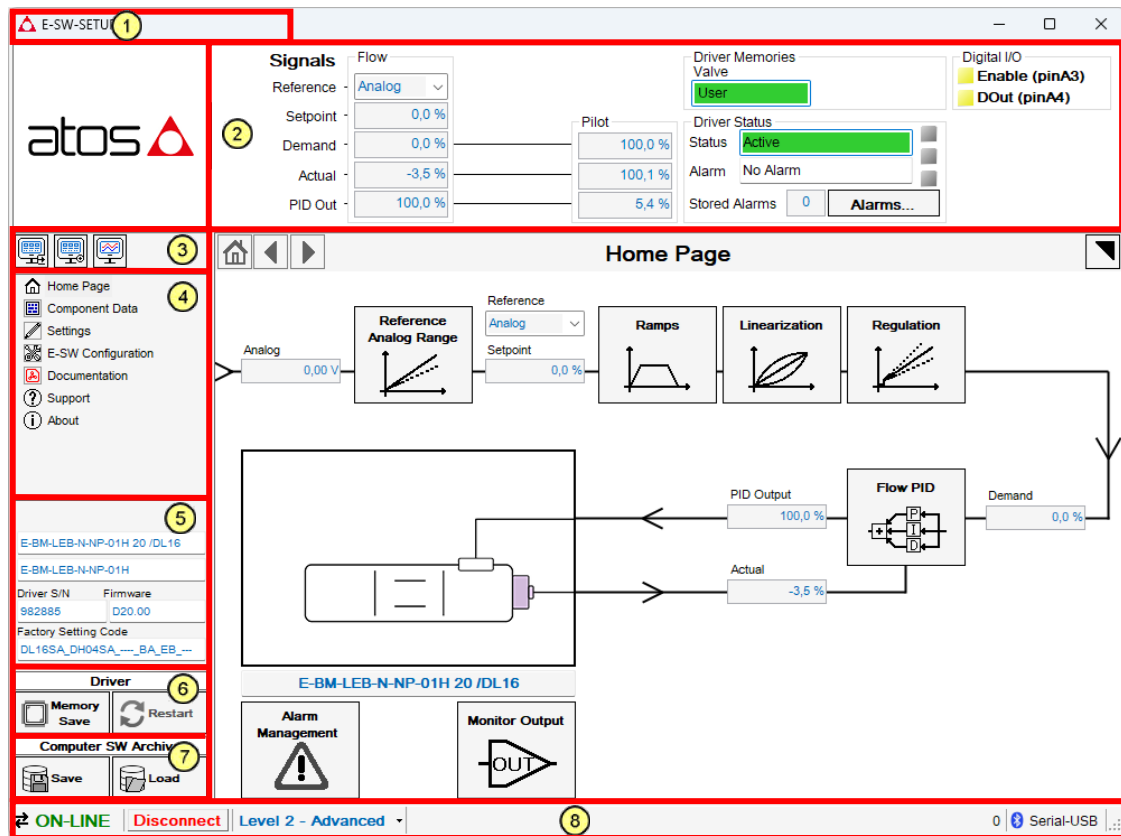 E-SW-SETUP
1
atos
2
Signals
Flow
Reference - Analog
Setpoint - 0,0 %
Demand - 0,0 %
Actual - -3,5 %
PID Out - 100,0 %
Pilot
100,0 %
100,1 %
5,4 %
Driver Memories
Valve
User
Driver Status
Status Active
Alarm No Alarm
Stored Alarms 0 Alarms...
Digital I/O
Enable (pinA3)
DOut (pinA4)
3
4
Home Page
Component Data
Settings
E-SW Configuration
Documentation
Support
About
5
E-BM-LEB-N-NP-01H 20 /DL16
E-BM-LEB-N-NP-01H
Driver S/N Firmware
982885 D20.00
Factory Setting Code
DL16SA_DH04SA_----_BA_EB_---
Driver
6
Memory
Save
Restart
Computer SW Archive
7
Save
Load
Home Page
Analog
0,00 V
Reference
Analog Range
Reference
Analog
Setpoint
0,0 %
Ramps
Linearization
Regulation
PID Output
100,0 %
Flow PID
P
I
D
+
Demand
0,0 %
Actual
-3,5 %
E-BM-LEB-N-NP-01H 20 /DL16
Alarm
Management
Monitor Output
OUT
ON-LINE
Disconnect
Level 2 - Advanced
8
0
Serial-USB